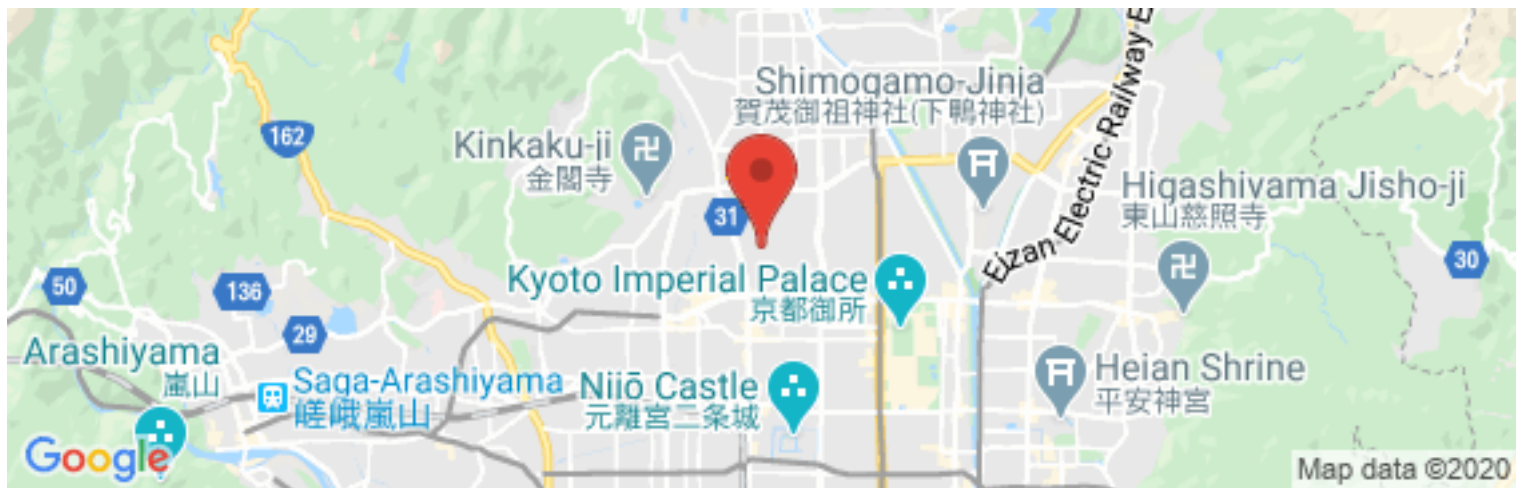 Shimogamo-Jinja
賀茂御祖神社(下鴨神社)
162
Kinkaku-ji
金閣寺
卍
31
Higashiyama Jisho-ji
東山慈照寺
卍
Eizan Electric Railway E
30
50
136
Kyoto Imperial Palace
京都御所
29
Arashiyama
嵐山
Saga-Arashiyama
嵯峨嵐山
Nijō Castle
元離宮二条城
Heian Shrine
平安神宮
Google
Map data ©2020